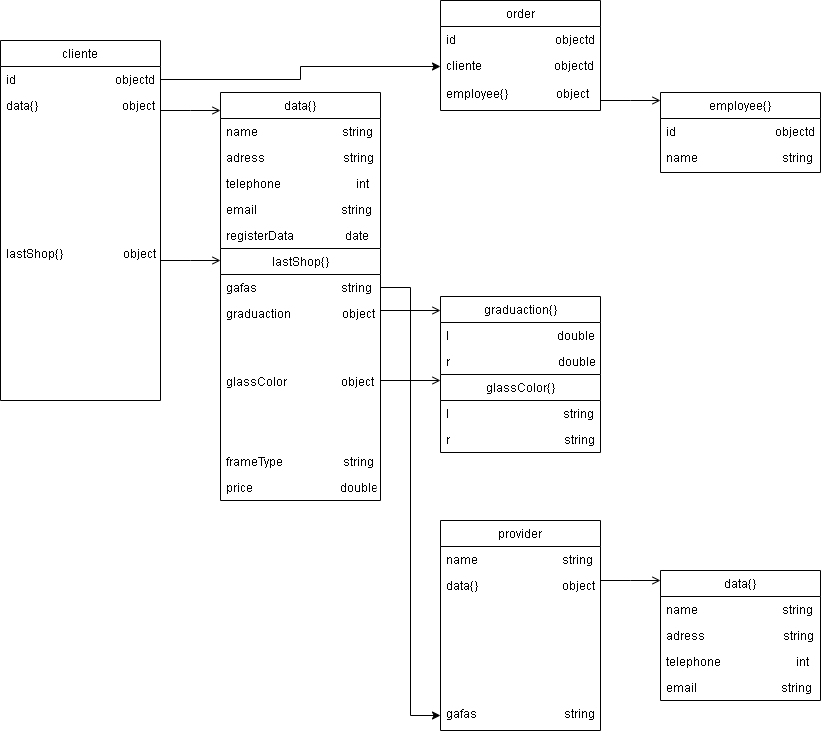 cliente
id objectd
data{} object
lastShop{} object
data{}
name string
adress string
telephone int
email string
registerData date
lastShop{}
gafas string
graduaction object
glassColor object
frameType string
price double
order
id objectd
cliente objectd
employee{} object
employee{}
id objectd
name string
graduaction{}
l double
r double
glassColor{}
l string
r string
provider
name string
data{} object
gafas string
data{}
name string
adress string
telephone int
email string